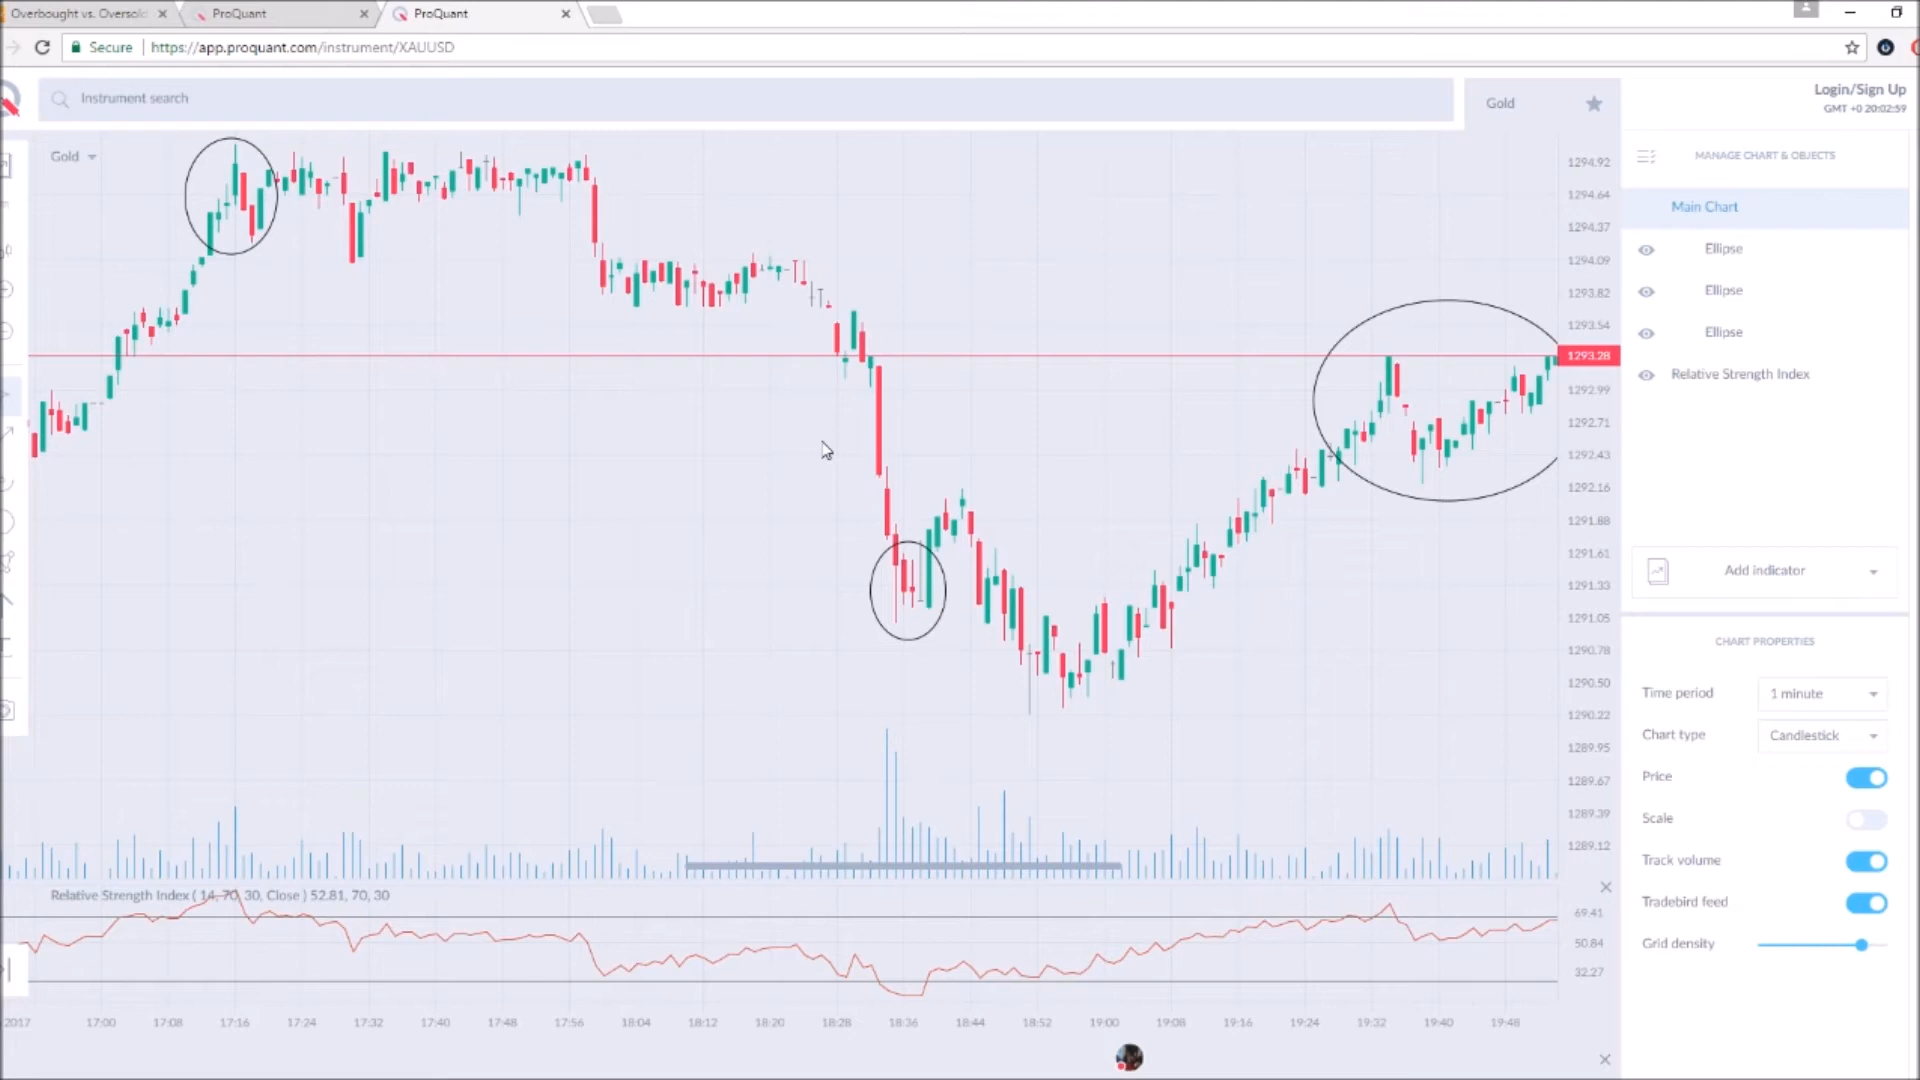 Overbought vs. Oversol
ProQuant
ProQuant
Secure
https://app.proquant.com/instrument/XAUUSD
Instrument search
Gold
Login/Sign Up
GMT +0 20:02:59
Gold
MANAGE CHART & OBJECTS
Main Chart
Ellipse
Ellipse
Ellipse
Relative Strength Index
Add indicator
CHART PROPERTIES
Time period
1 minute
Chart type
Candlestick
Price
Scale
Track volume
Tradebird feed
Grid density
1294.92
1294.64
1294.37
1294.09
1293.82
1293.54
1293.28
1292.99
1292.71
1292.43
1292.16
1291.88
1291.61
1291.33
1291.05
1290.78
1290.50
1290.22
1289.95
1289.67
1289.39
1289.12
Relative Strength Index ( 14, 70, 30, Close ) 52.81, 70, 30
69.41
50.84
32.27
2017 17:00 17:08 17:16 17:24 17:32 17:40 17:48 17:56 18:04 18:12 18:20 18:28 18:36 18:44 18:52 19:00 19:08 19:16 19:24 19:32 19:40 19:48